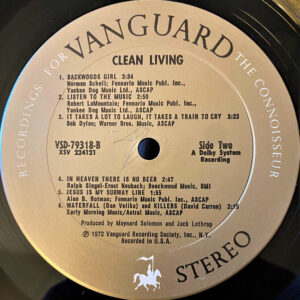 RECORDINGS FOR VANGUARD THE CONNOISSEUR
CLEAN LIVING
1. BACKWOODS GIRL 3:34
Norman Schell; Fennario Music Publ. Inc.,
Yankee Dog Music Ltd., ASCAP
2. LISTEN TO THE MUSIC 2:50
Robert LaMountain; Fennario Music Publ.
Inc., Yankee Dog Music Ltd., ASCAP
3. IT TAKES A LOT TO LAUGH, IT TAKES A TRAIN TO CRY 3:23
Bob Dylan; Warner Bros. Music, ASCAP
VSD-79318-B
XSV 224121
Side Two
A Dolby System
Recording
4. IN HEAVEN THERE IS NO BEER 2:47
Ralph Siegel-Ernst Neubach; Beechwood Music, BMI
5. JESUS IS MY SUBWAY LINE 1:55
Alan B. Rotman; Fennario Music Publ. Inc., ASCAP
6. WATERFALL (Dan Velika) and KILLERS (David Carron) 3:15
Early Morning Music/Astral Music, ASCAP
Produced by Maynard Solomon and Jack Lothrop
℗ 1972 Vanguard Recording Society, Inc., N.Y.
Recorded in U.S.A.
STEREO